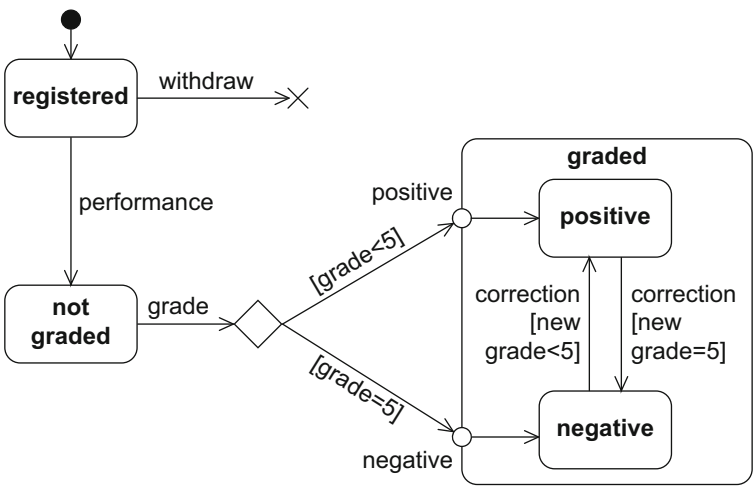 registered
withdraw
performance
not
graded
grade
[grade<5]
[grade=5]
positive
negative
graded
positive
correction
[new
grade<5]
correction
[new
grade=5]
negative